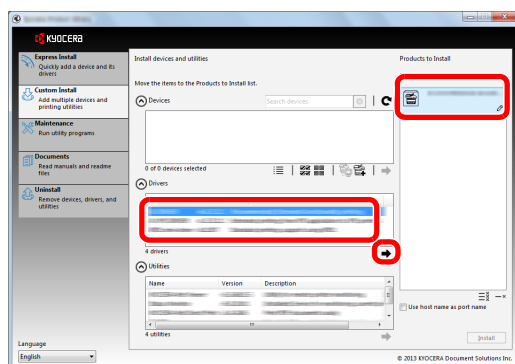 KYOCERA
Express Install
Quickly add a device and its
drivers
Custom Install
Add multiple devices and
printing utilities
Maintenance
Run utility programs
Documents
Read manuals and readme
files
Uninstall
Remove devices, drivers, and
utilities
Language
English
Install devices and utilities
Move the items to the Products to Install list.
Devices
Search devices
0 of 0 devices selected
Drivers
4 drivers
Utilities
Name Version Description
4 utilities
Products to Install
Use host name as port name
Install
© 2013 KYOCERA Document Solutions Inc.